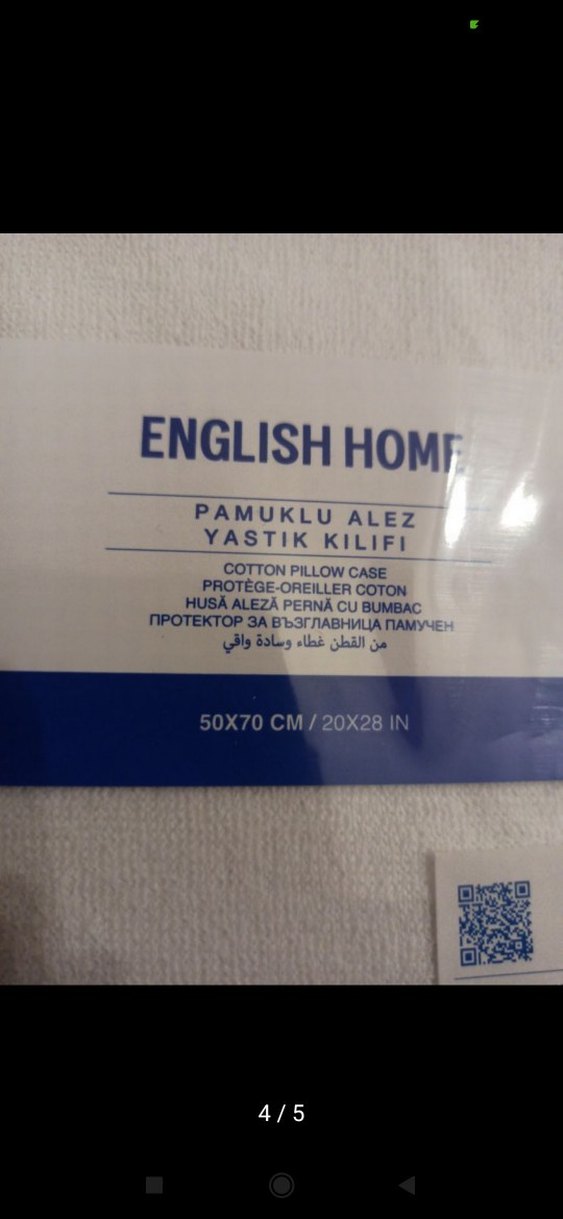 ENGLISH HOME
PAMUKLU ALEZ
YASTIK KILIFI
COTTON PILLOW CASE
PROTÈGE-OREILLER COTON
HUSĂ ALEZĂ PERNĂ CU BUMBAC
ПРОТЕКТОР ЗА ВЪЗГЛАВНИЦА ПАМУЧЕН
من القطن غطاء وسادة واقي
50X70 CM / 20X28 IN
4 / 5